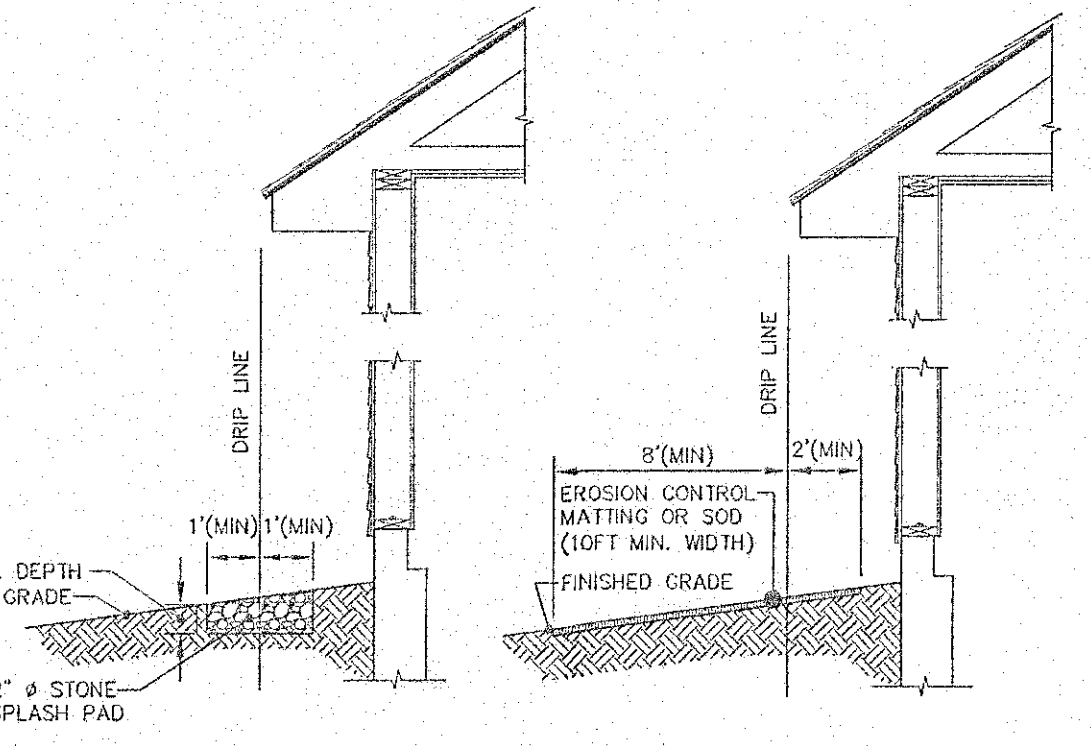 DRIP LINE
1'(MIN) 1'(MIN)
DEPTH
GRADE
STONE
SPLASH PAD
DRIP LINE
8'(MIN)
2'(MIN)
EROSION CONTROL
MATTING OR SOD
(10FT MIN. WIDTH)
FINISHED GRADE